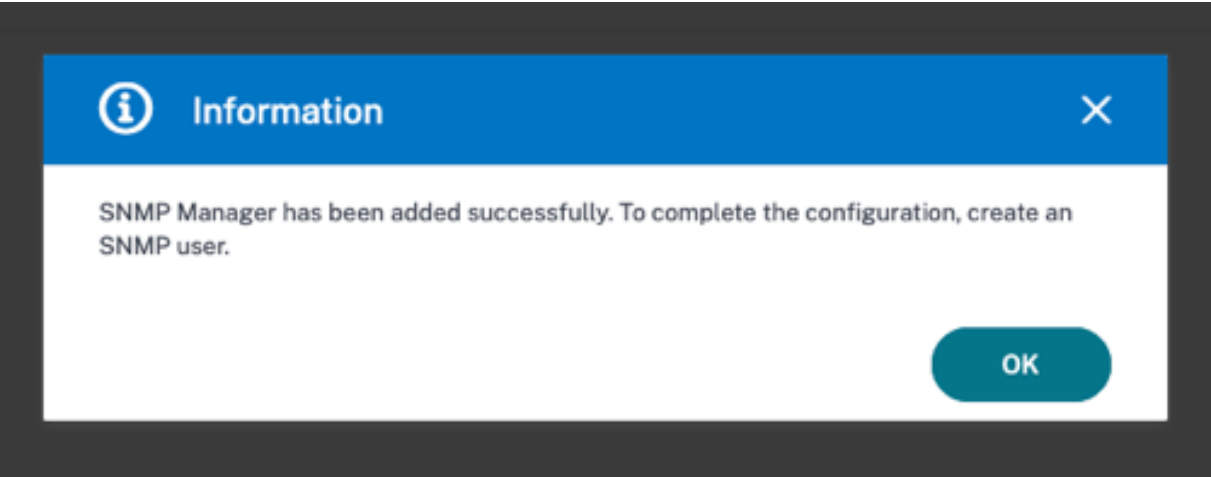 Information
SNMP Manager has been added successfully. To complete the configuration, create an
SNMP user.
OK